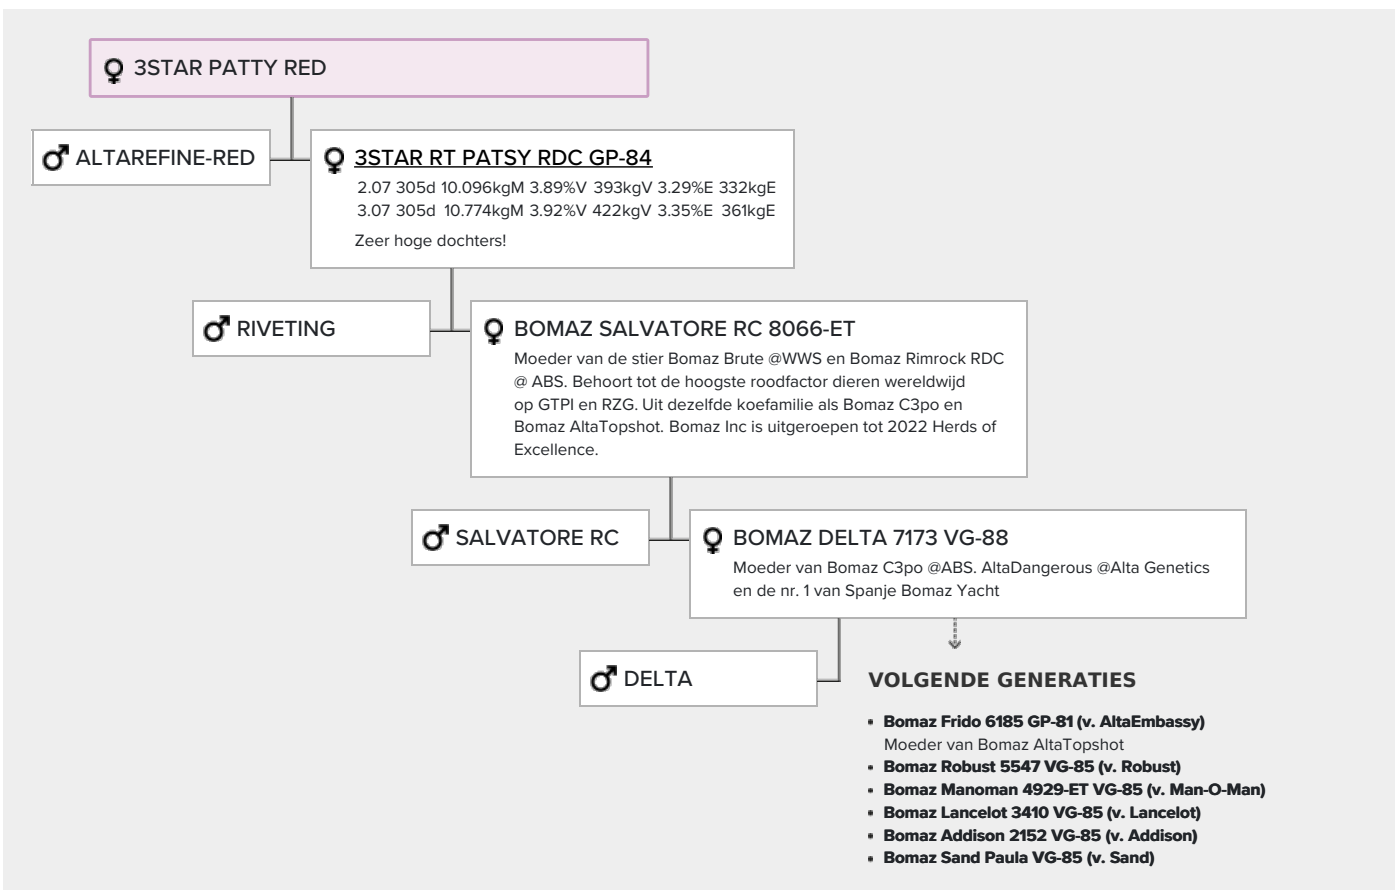 3STAR PATTY RED
ALTAREFINE-RED
3STAR RT PATSY RDC GP-84
2.07 305d 10.096kgM 3.89%V 393kgV 3.29%E 332kgE
3.07 305d 10.774kgM 3.92%V 422kgV 3.35%E 361kgE
Zeer hoge dochters!
RIVETING
BOMAZ SALVATORE RC 8066-ET
Moeder van de stier Bomaz Brute @WWS en Bomaz Rimrock RDC
@ ABS. Behoort tot de hoogste roodfactor dieren wereldwijd
op GTPI en RZG. Uit dezelfde koefamilie als Bomaz C3po en
Bomaz AltaTopshot. Bomaz Inc is uitgeroepen tot 2022 Herds of
Excellence.
SALVATORE RC
BOMAZ DELTA 7173 VG-88
Moeder van Bomaz C3po @ABS. AltaDangerous @Alta Genetics
en de nr. 1 van Spanje Bomaz Yacht
DELTA
VOLGENDE GENERATIES
• Bomaz Frido 6185 GP-81 (v. AltaEmbassy)
Moeder van Bomaz AltaTopshot
• Bomaz Robust 5547 VG-85 (v. Robust)
• Bomaz Manoman 4929-ET VG-85 (v. Man-O-Man)
• Bomaz Lancelot 3410 VG-85 (v. Lancelot)
• Bomaz Addison 2152 VG-85 (v. Addison)
• Bomaz Sand Paula VG-85 (v. Sand)